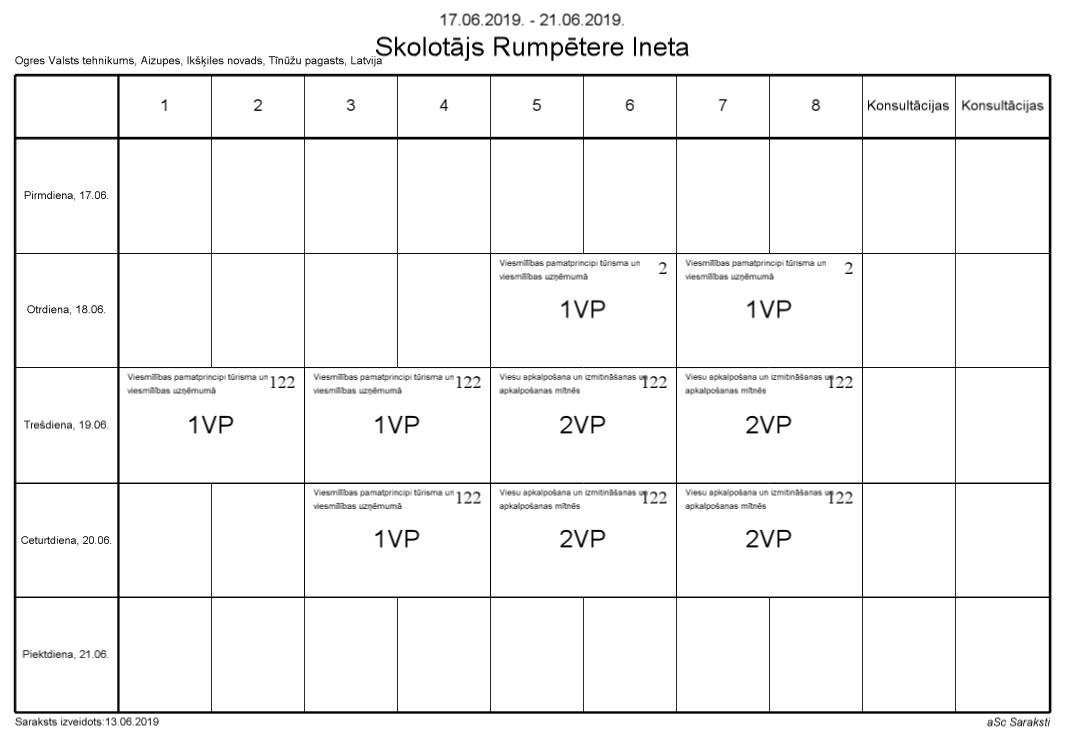 17.06.2019. - 21.06.2019.
Skolotājs Rumpētere Ineta
Ogres Valsts tehnikums, Aizupes, Ikšķiles novads, Tīnūžu pagasts, Latvija
1 2 3 4 5 6 7 8 Konsultācijas Konsultācijas
Pirmdiena, 17.06.
Otrdiena, 18.06.
Viesmīlības pamatprincipi tūrisma un
viesmīlības uzņēmumā
2
1VP
Viesmīlības pamatprincipi tūrisma un
viesmīlības uzņēmumā
2
1VP
Trešdiena, 19.06.
Viesmīlības pamatprincipi tūrisma un
viesmīlības uzņēmumā
122
1VP
Viesmīlības pamatprincipi tūrisma un
viesmīlības uzņēmumā
122
1VP
Viesu apkalpošana un izmitināšanas un
apkalpošanas mītnēs
122
2VP
Viesu apkalpošana un izmitināšanas un
apkalpošanas mītnēs
122
2VP
Ceturtdiena, 20.06.
Viesmīlības pamatprincipi tūrisma un
viesmīlības uzņēmumā
122
1VP
Viesu apkalpošana un izmitināšanas un
apkalpošanas mītnēs
122
2VP
Viesu apkalpošana un izmitināšanas un
apkalpošanas mītnēs
122
2VP
Piektdiena, 21.06.
Saraksts izveidots:13.06.2019
aSc Saraksti